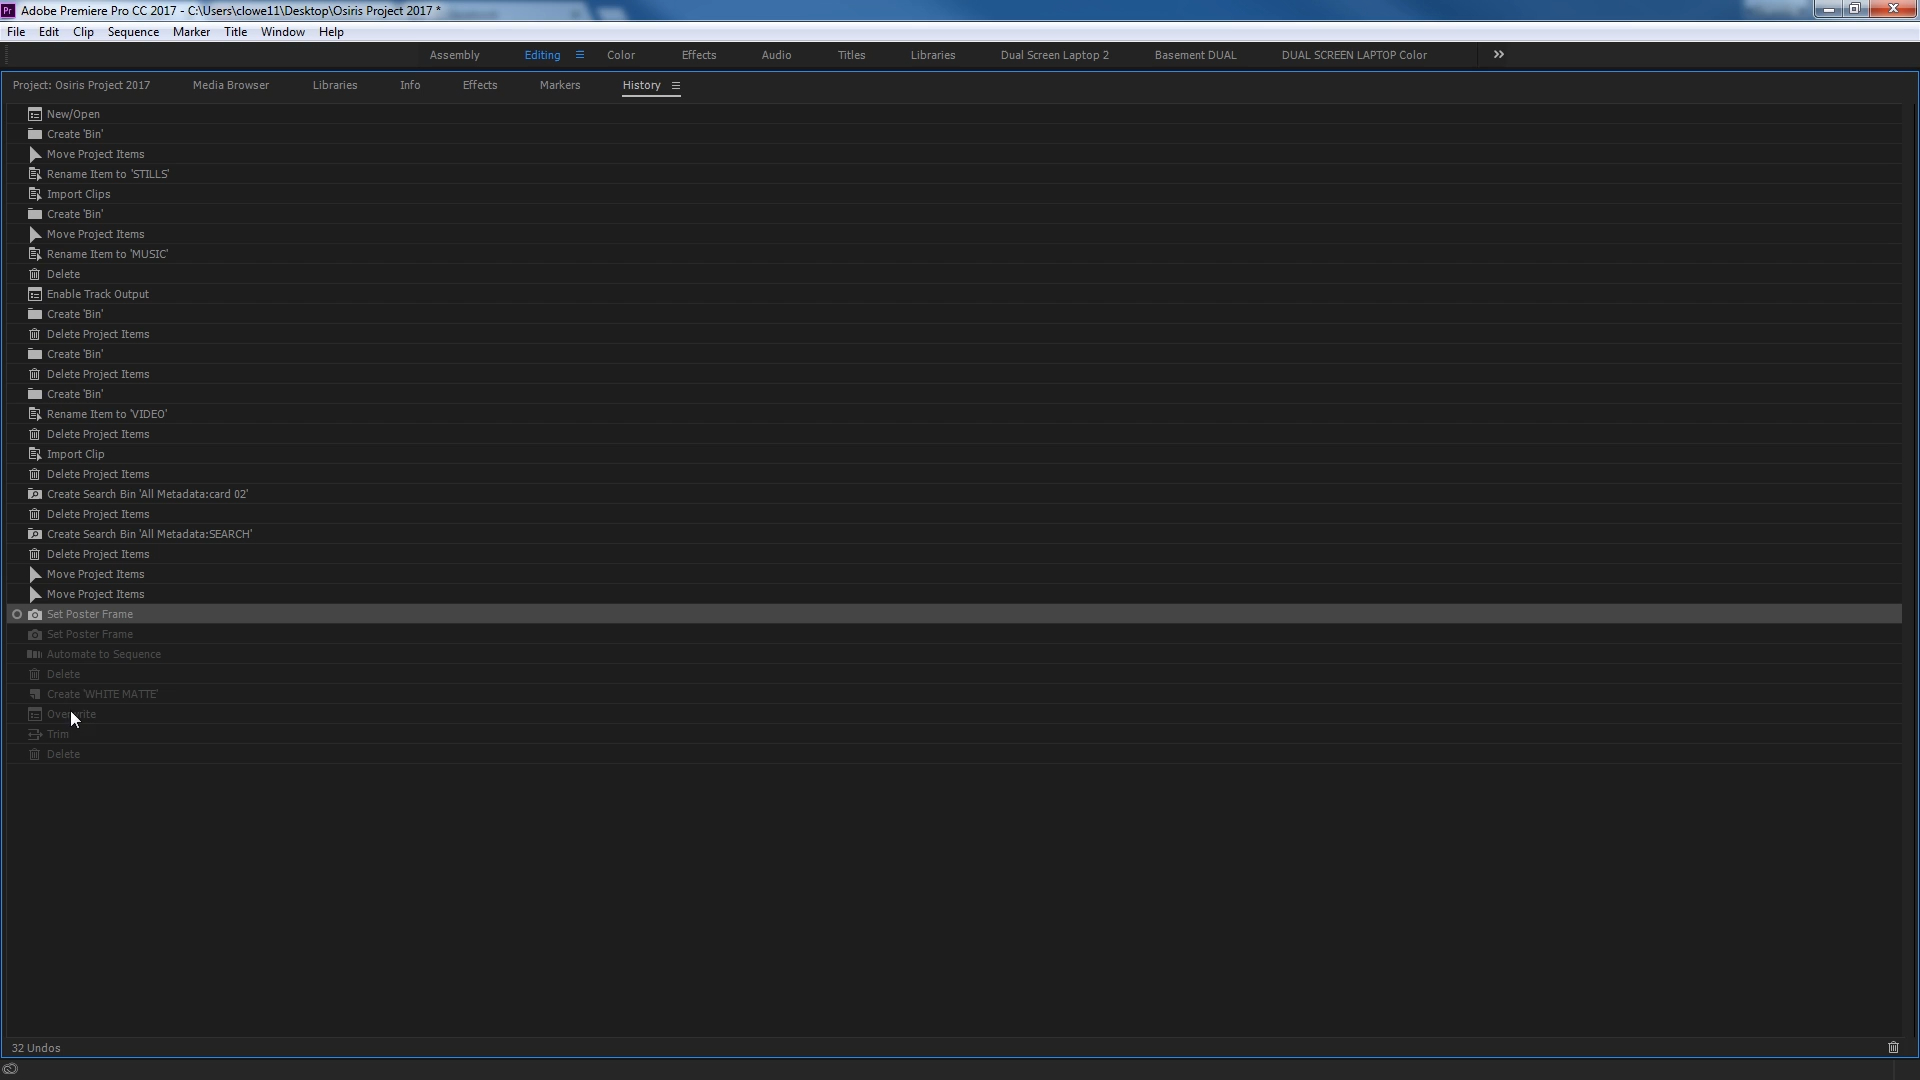 Pr Adobe Premiere Pro CC 2017 - C:\Users\clowe11\Desktop\Osiris Project 2017 *
File Edit Clip Sequence Marker Title Window Help
Assembly Editing Color Effects Audio Titles Libraries Dual Screen Laptop 2 Basement DUAL DUAL SCREEN LAPTOP Color
Project: Osiris Project 2017 Media Browser Libraries Info Effects Markers History
New/Open
Create 'Bin'
Move Project Items
Rename Item to 'STILLS'
Import Clips
Create 'Bin'
Move Project Items
Rename Item to 'MUSIC'
Delete
Enable Track Output
Create 'Bin'
Delete Project Items
Create 'Bin'
Delete Project Items
Create 'Bin'
Rename Item to 'VIDEO'
Delete Project Items
Import Clip
Delete Project Items
Create Search Bin 'All Metadata:card 02'
Delete Project Items
Create Search Bin 'All Metadata:SEARCH'
Delete Project Items
Move Project Items
Move Project Items
Set Poster Frame
Set Poster Frame
Automate to Sequence
Delete
Create 'WHITE MATTE'
Overwrite
Trim
Delete
32 Undos